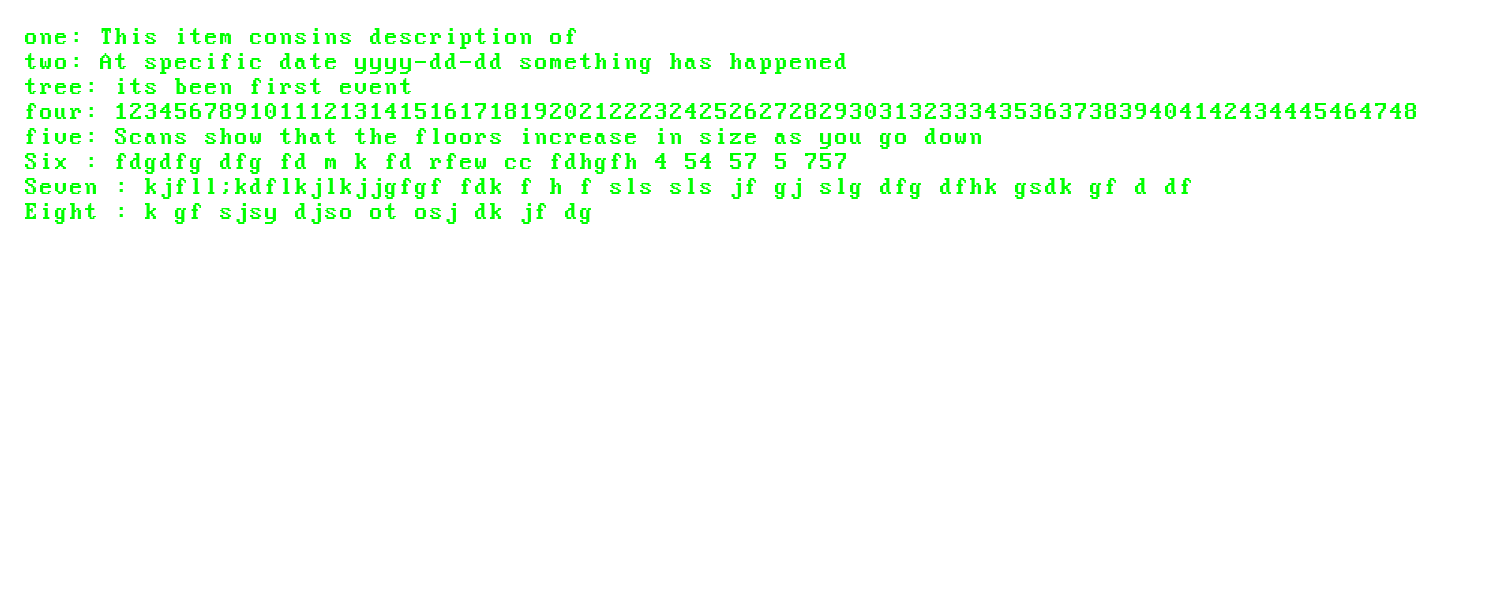 one: This item consins description of
two: At specific date yyyy-dd-dd something has happened
tree: its been first event
four: 123456789101112131415161718192021222324252627282930313233343536373839404142434445464748
five: Scans show that the floors increase in size as you go down
Six : fdgdfg dfg fd m k fd rfew cc fdhgfh 4 54 57 5 757
Seven : kjfll;kdflkjlkjjgfgf fdk f h f sls sls jf gj slg dfg dfhk gsdk gf d df
Eight : k gf sjsy djso ot osj dk jf dg